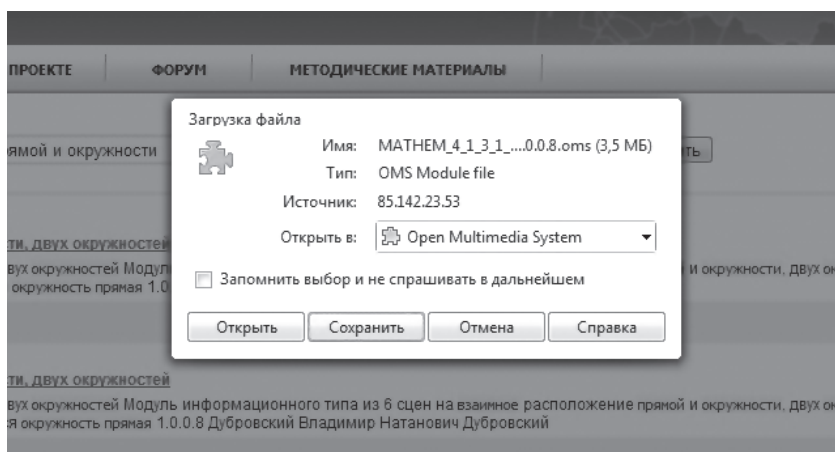 ПРОЕКТЕ ФОРУМ МЕТОДИЧЕСКИЕ МАТЕРИАЛЫ
Загрузка файла
Имя: MATHEM_4_1_3_1_....0.0.8.oms (3,5 МБ)
ямой и окружности ть
Тип: OMS Module file
Источник: 85.142.23.53
Открыть в: Open Multimedia System
ти, двух окружностей
вух окружностей Модул й и окружности, двух ок
Запомнить выбор и не спрашивать в дальнейшем
окружность прямая 1.0
Открыть Сохранить Отмена Справка
ти, двух окружностей
вух окружностей Модуль информационного типа из 6 сцен на взаимное расположение прямой и окружности, двух ок
я окружность прямая 1.0.0.8 Дубровский Владимир Натанович Дубровский